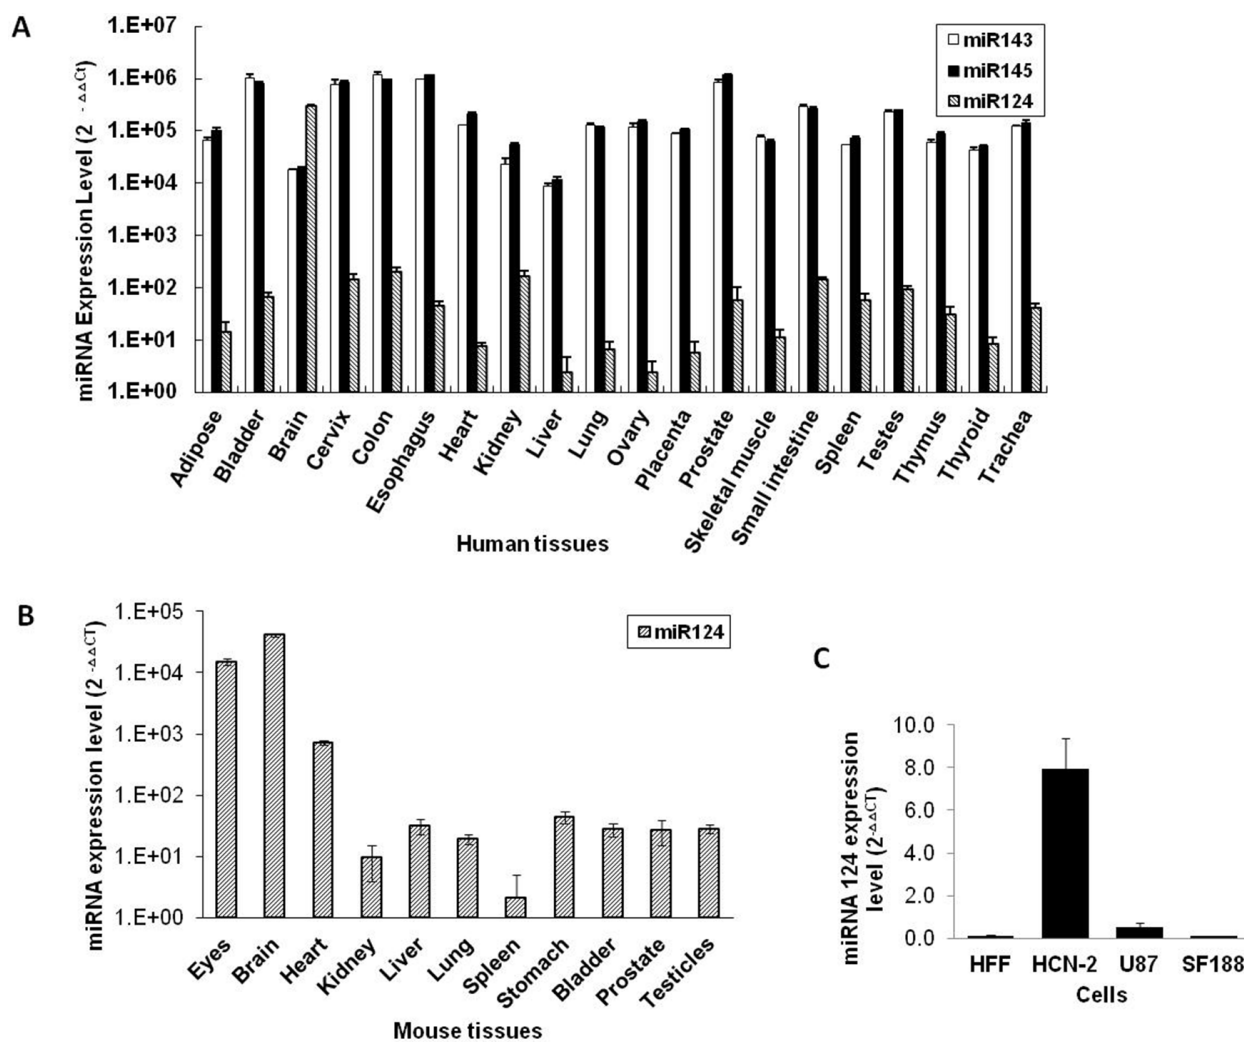 A
miRNA Expression Level (2 -△△Ct)
1.E+07
1.E+06
1.E+05
1.E+04
1.E+03
1.E+02
1.E+01
1.E+00
miR143
miR145
miR124
Adipose
Bladder
Brain
Cervix
Colon
Esophagus
Heart
Kidney
Liver
Lung
Ovary
Placenta
Prostate
Skeletal muscle
Small intestine
Spleen
Testes
Thymus
Thyroid
Trachea
Human tissues
B
miRNA expression level (2 -△△CT)
1.E+05
1.E+04
1.E+03
1.E+02
1.E+01
1.E+00
miR124
Eyes
Brain
Heart
Kidney
Liver
Lung
Spleen
Stomach
Bladder
Prostate
Testicles
Mouse tissues
C
miRNA 124 expression
level (2-△△CT)
10.0
8.0
6.0
4.0
2.0
0.0
HFF
HCN-2
U87
SF188
Cells